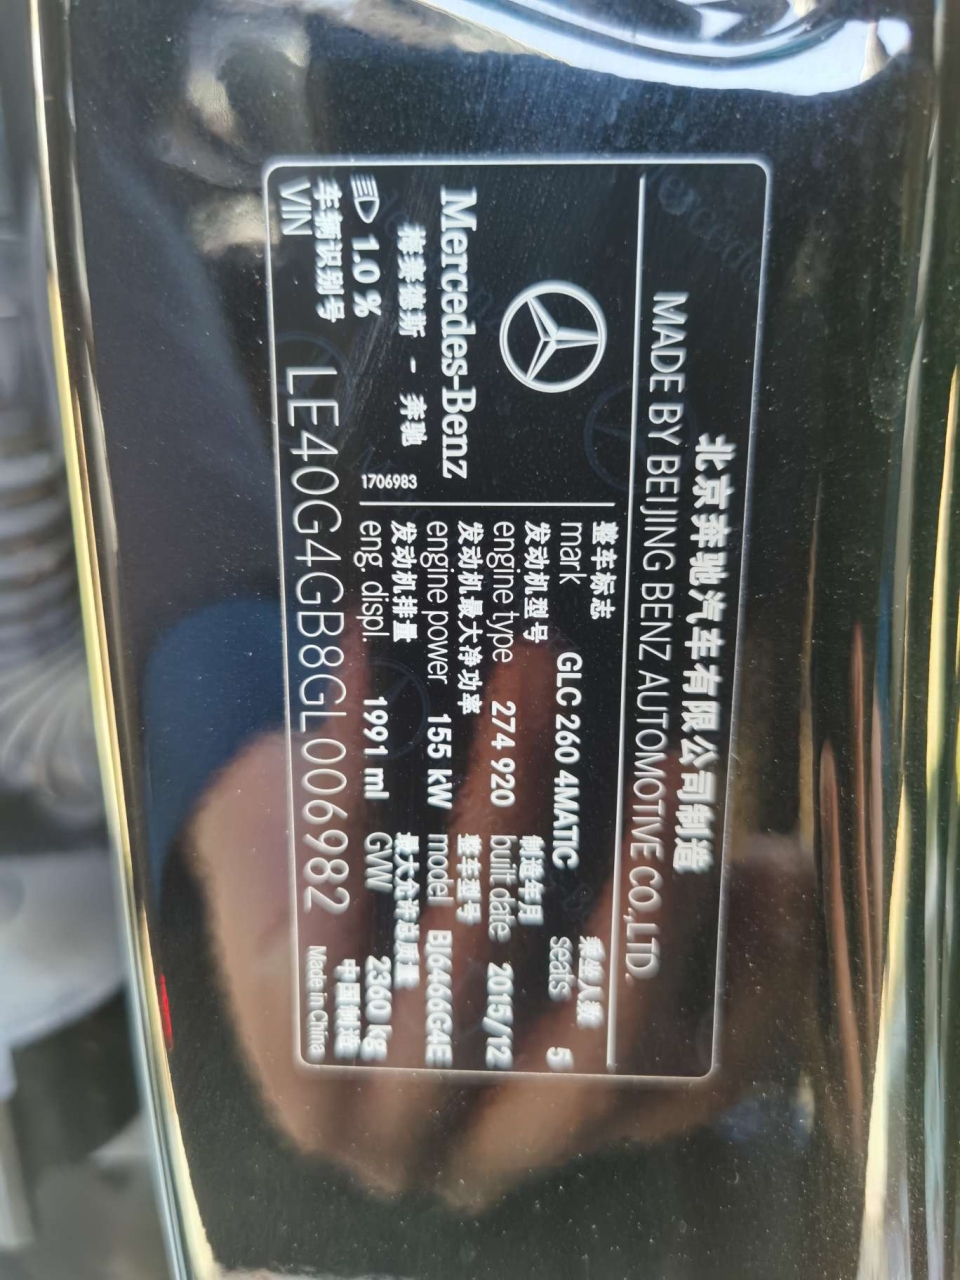 北京奔驰汽车有限公司制造
MADE BY BEIJING BENZ AUTOMOTIVE CO.,LTD.
Mercedes-Benz
梅赛德斯 - 奔驰
1.0 %
1706983
整车标志
mark GLC 260 4MATIC
乘坐人数
seats 5
发动机型号
engine type 274 920
制造年月
built date 2015/12
发动机最大净功率
engine power 155 kW
整车型号
model BJ6466G4E
发动机排量
eng. displ. 1991 ml
最大允许总质量
GW 2360 kg
车辆识别号
VIN LE40G4GB8GL006982
中国制造
Made in China